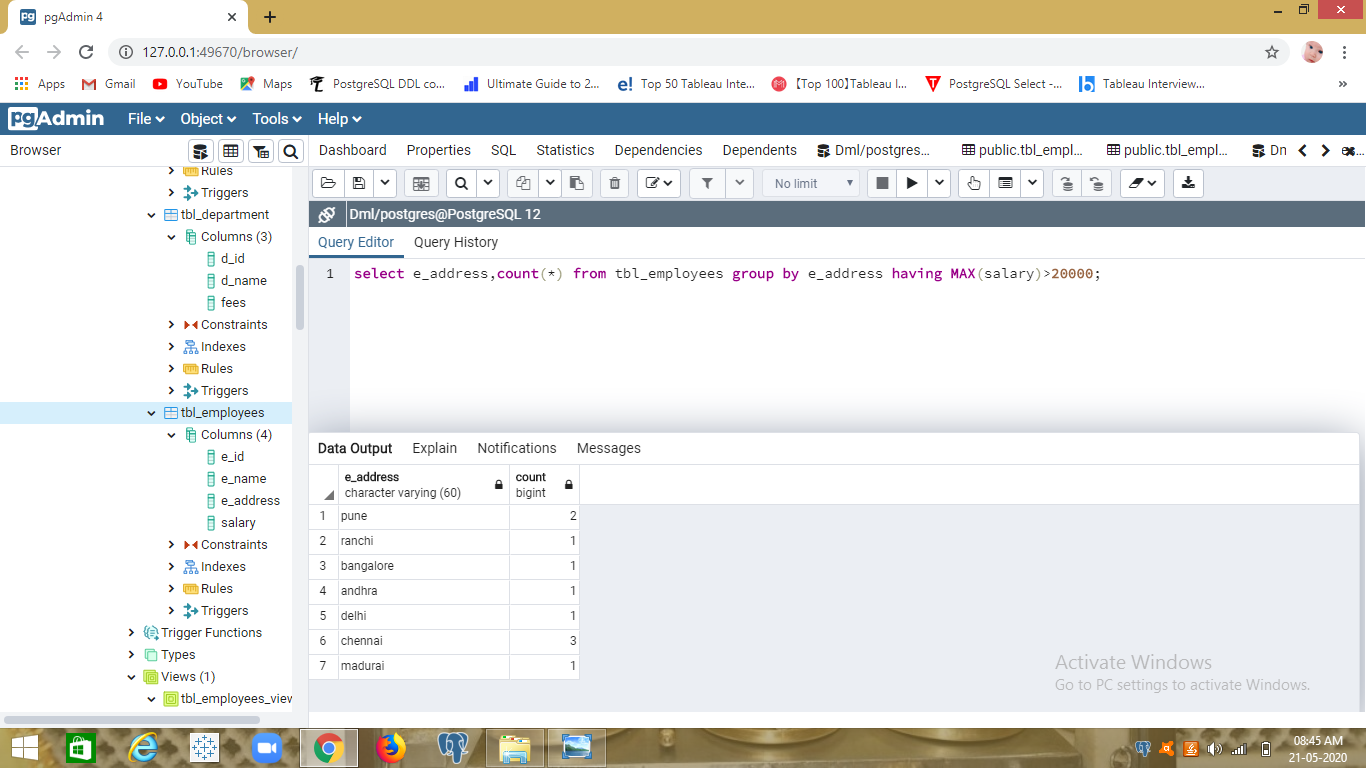 pgAdmin 4
127.0.0.1:49670/browser/
Apps Gmail YouTube Maps PostgreSQL DDL co... Ultimate Guide to 2... Top 50 Tableau Inte... 【Top 100】Tableau I... PostgreSQL Select -... Tableau Interview... »
pgAdmin File Object Tools Help
Browser
Dashboard Properties SQL Statistics Dependencies Dependents Dml/postgres... public.tbl_empl... public.tbl_empl... Dn
Rules
Triggers
tbl_department
Columns (3)
d_id
d_name
fees
Constraints
Indexes
Rules
Triggers
tbl_employees
Columns (4)
e_id
e_name
e_address
salary
Constraints
Indexes
Rules
Triggers
Trigger Functions
Types
Views (1)
tbl_employees_view
No limit
Dml/postgres@PostgreSQL 12
Query Editor Query History
1 select e_address,count(*) from tbl_employees group by e_address having MAX(salary)>20000;
Data Output Explain Notifications Messages
e_address count
character varying (60) bigint
1 pune 2
2 ranchi 1
3 bangalore 1
4 andhra 1
5 delhi 1
6 chennai 3
7 madurai 1
Activate Windows
Go to PC settings to activate Windows.
08:45 AM
21-05-2020